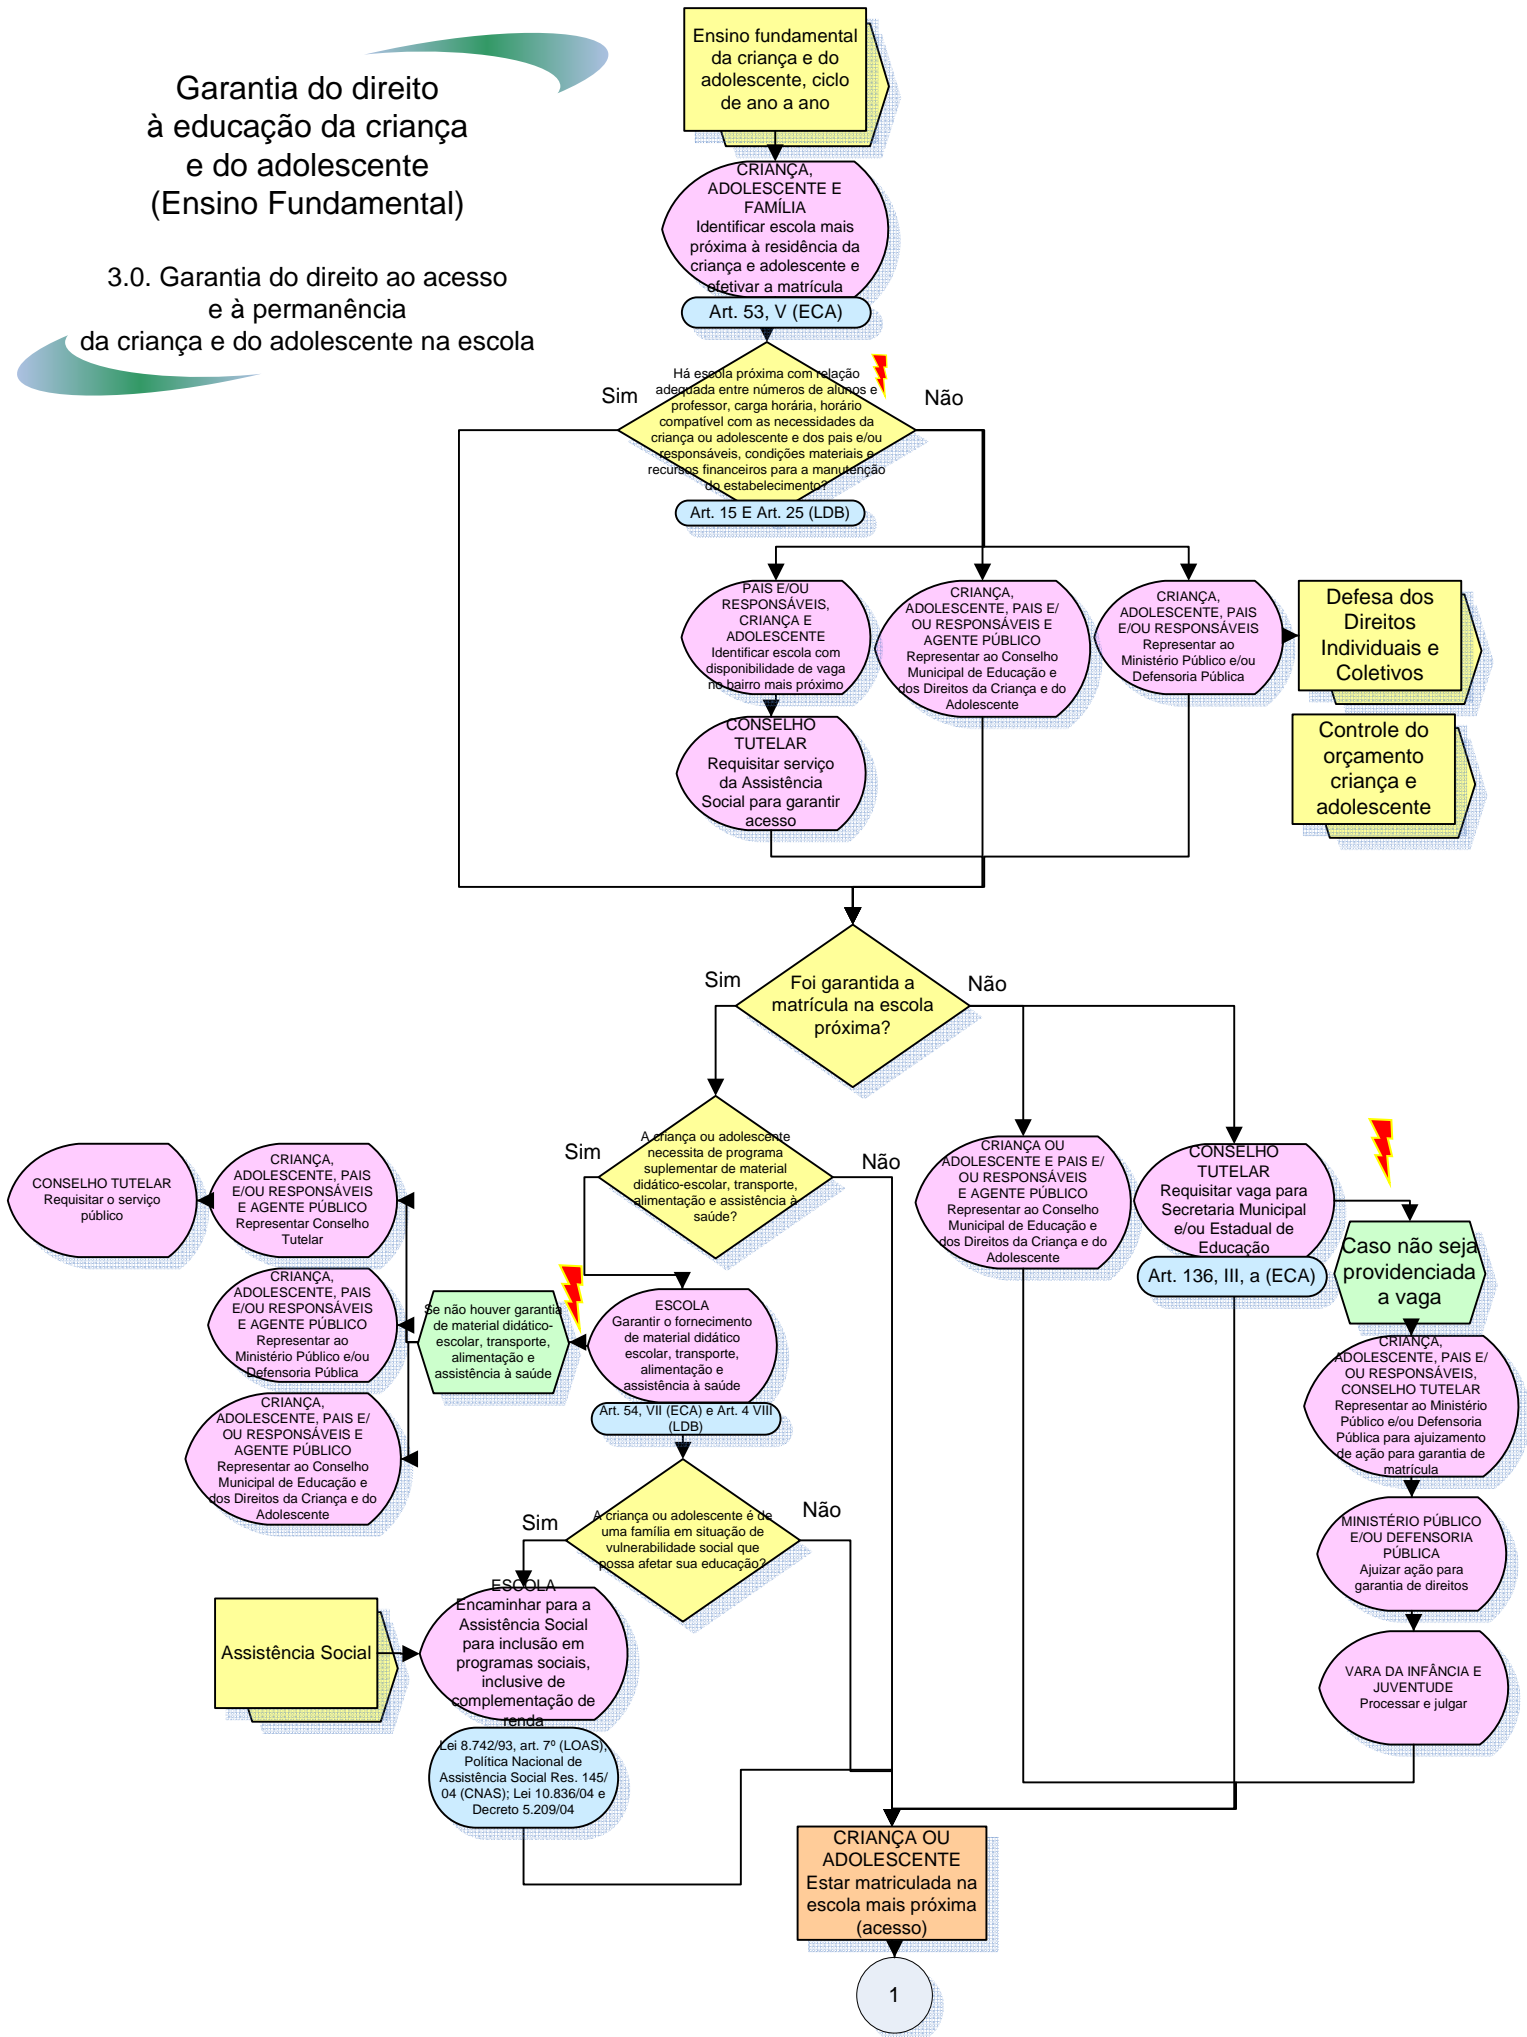 Garantia do direito
à educação da criança
e do adolescente
(Ensino Fundamental)
3.0. Garantia do direito ao acesso
e à permanência
da criança e do adolescente na escola
Ensino fundamental
da criança e do
adolescente, ciclo
de ano a ano
CRIANÇA,
ADOLESCENTE E
FAMÍLIA
Identificar escola mais
próxima à residência da
criança e adolescente e
efetivar a matrícula
Art. 53, V (ECA)
Sim
Há escola próxima com relação
adequada entre números de alunos e
professor, carga horária, horário
compatível com as necessidades da
criança ou adolescente e dos pais e/ou
responsáveis, condições materiais e
recursos financeiros para a manutenção
do estabelecimento?
Não
Art. 15 E Art. 25 (LDB)
PAIS E/OU
RESPONSÁVEIS,
CRIANÇA E
ADOLESCENTE
Identificar escola com
disponibilidade de vaga
no bairro mais próximo
CRIANÇA,
ADOLESCENTE, PAIS E/
OU RESPONSÁVEIS E
AGENTE PÚBLICO
Representar ao Conselho
Municipal de Educação e
dos Direitos da Criança e do
Adolescente
CRIANÇA,
ADOLESCENTE, PAIS
E/OU RESPONSÁVEIS
Representar ao
Ministério Público e/ou
Defensoria Pública
Defesa dos
Direitos
Individuais e
Coletivos
CONSELHO
TUTELAR
Requisitar serviço
da Assistência
Social para garantir
acesso
Controle do
orçamento
criança e
adolescente
Sim
Foi garantida a
matrícula na escola
próxima?
Não
Sim
A criança ou adolescente
necessita de programa
suplementar de material
didático-escolar, transporte,
alimentação e assistência à
saúde?
Não
CONSELHO TUTELAR
Requisitar o serviço
público
CRIANÇA,
ADOLESCENTE, PAIS
E/OU RESPONSÁVEIS
E AGENTE PÚBLICO
Representar Conselho
Tutelar
CRIANÇA OU
ADOLESCENTE E PAIS E/
OU RESPONSÁVEIS
E AGENTE PÚBLICO
Representar ao Conselho
Municipal de Educação e
dos Direitos da Criança e do
Adolescente
CONSELHO
TUTELAR
Requisitar vaga para
Secretaria Municipal
e/ou Estadual de
Educação
Art. 136, III, a (ECA)
Caso não seja
providenciada
a vaga
CRIANÇA,
ADOLESCENTE, PAIS
E/OU RESPONSÁVEIS
E AGENTE PÚBLICO
Representar ao
Ministério Público e/ou
Defensoria Pública
Se não houver garantia
de material didático-
escolar, transporte,
alimentação e
assistência à saúde
ESCOLA
Garantir o fornecimento
de material didático
escolar, transporte,
alimentação e
assistência à saúde
Art. 54, VII (ECA) e Art. 4 VIII
(LDB)
CRIANÇA,
ADOLESCENTE, PAIS E/
OU RESPONSÁVEIS,
CONSELHO TUTELAR
Representar ao Ministério
Público e/ou Defensoria
Pública para ajuizamento
de ação para garantia de
matrícula
CRIANÇA,
ADOLESCENTE, PAIS E/
OU RESPONSÁVEIS E
AGENTE PÚBLICO
Representar ao Conselho
Municipal de Educação e
dos Direitos da Criança e do
Adolescente
Sim
A criança ou adolescente é de
uma família em situação de
vulnerabilidade social que
possa afetar sua educação?
Não
MINISTÉRIO PÚBLICO
E/OU DEFENSORIA
PÚBLICA
Ajuizar ação para
garantia de direitos
Assistência Social
ESCOLA
Encaminhar para a
Assistência Social
para inclusão em
programas sociais,
inclusive de
complementação de
renda
VARA DA INFÂNCIA E
JUVENTUDE
Processar e julgar
Lei 8.742/93, art. 7º (LOAS),
Política Nacional de
Assistência Social Res. 145/
04 (CNAS); Lei 10.836/04 e
Decreto 5.209/04
CRIANÇA OU
ADOLESCENTE
Estar matriculada na
escola mais próxima
(acesso)
1